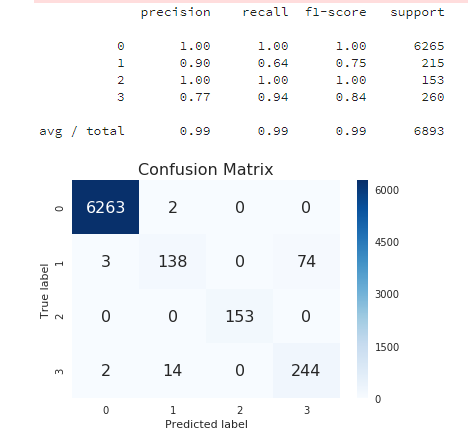 precision recall f1-score support
0 1.00 1.00 1.00 6265
1 0.90 0.64 0.75 215
2 1.00 1.00 1.00 153
3 0.77 0.94 0.84 260
avg / total 0.99 0.99 0.99 6893
Confusion Matrix
True label
0 6263 2 0 0
1 3 138 0 74
2 0 0 153 0
3 2 14 0 244
0 1 2 3
Predicted label
6000
4500
3000
1500
0